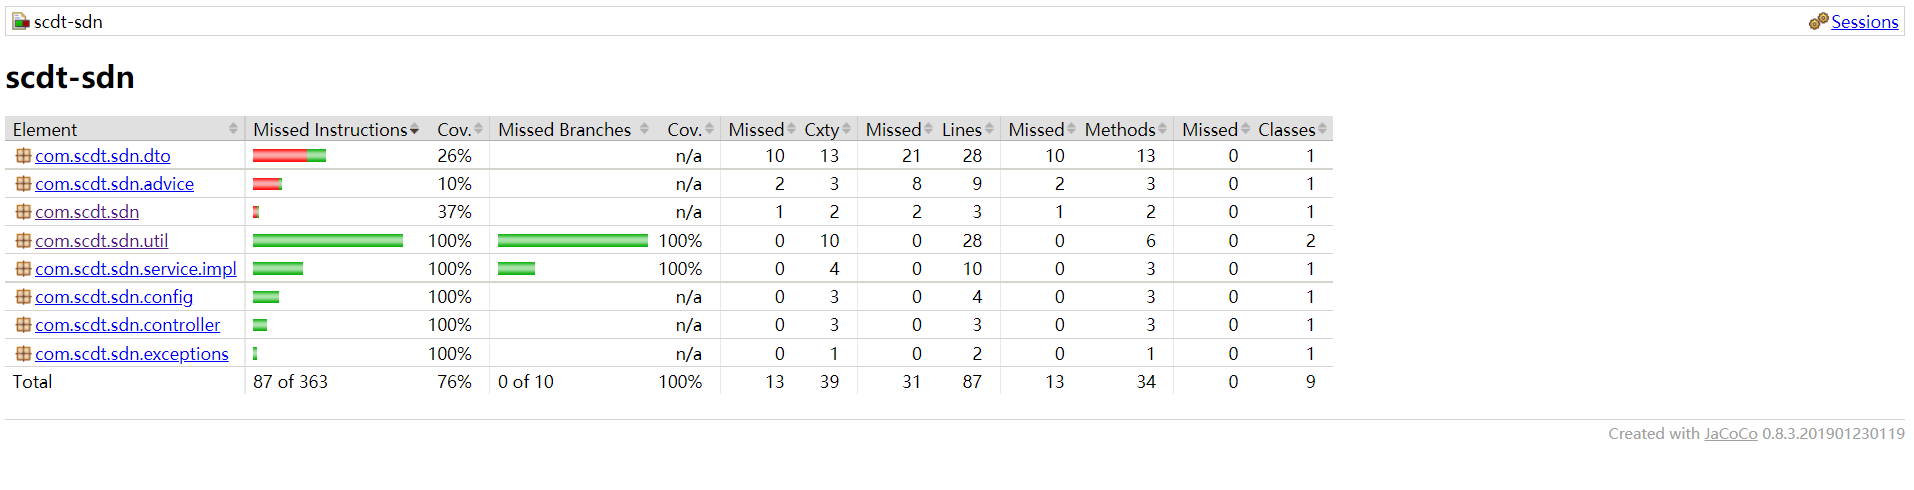 scdt-sdn Sessions
scdt-sdn
Element Missed Instructions Cov. Missed Branches Cov. Missed Cxty Missed Lines Missed Methods Missed Classes
com.scdt.sdn.dto 26% n/a 10 13 21 28 10 13 0 1
com.scdt.sdn.advice 10% n/a 2 3 8 9 2 3 0 1
com.scdt.sdn 37% n/a 1 2 2 3 1 2 0 1
com.scdt.sdn.util 100% 100% 0 10 0 28 0 6 0 2
com.scdt.sdn.service.impl 100% 100% 0 4 0 10 0 3 0 1
com.scdt.sdn.config 100% n/a 0 3 0 4 0 3 0 1
com.scdt.sdn.controller 100% n/a 0 3 0 3 0 3 0 1
com.scdt.sdn.exceptions 100% n/a 0 1 0 2 0 1 0 1
Total 87 of 363 76% 0 of 10 100% 13 39 31 87 13 34 0 9
Created with JaCoCo 0.8.3.201901230119